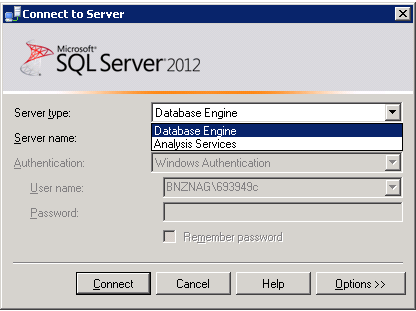 Connect to Server
Microsoft®
SQL Server® 2012
Server type: Database Engine
Database Engine
Server name:
Analysis Services
Authentication: Windows Authentication
User name: BNZNAG\693949c
Password:
Remember password
Connect Cancel Help Options >>